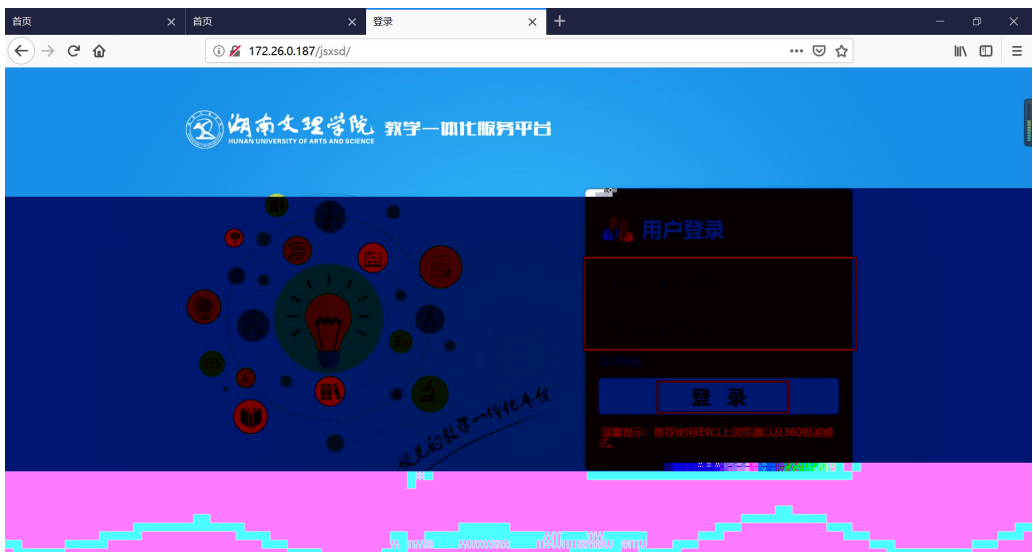 首页
首页
登录
172.26.0.187/jsxsd/
湖南文理学院 教学一体化服务平台
HUNAN UNIVERSITY OF ARTS AND SCIENCE
用户登录
登 录
温馨提示：推荐使用IE9以上浏览器以及360极速模
式。